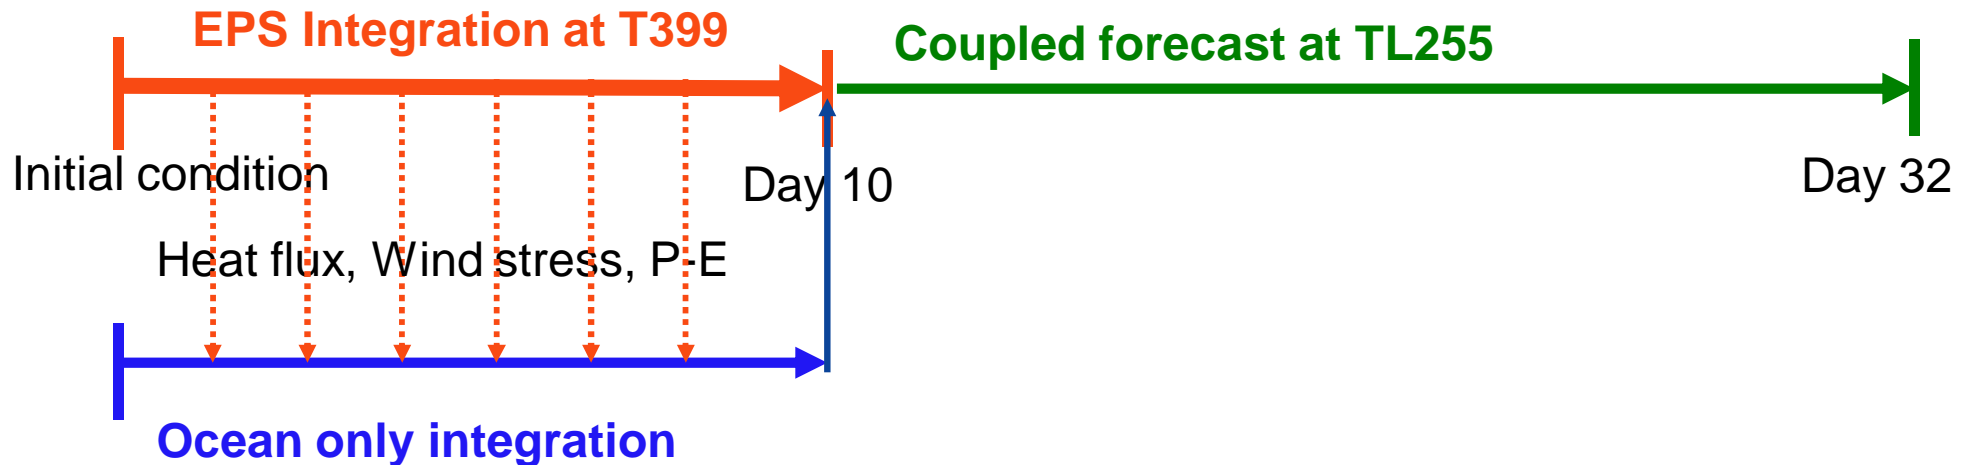 EPS Integration at T399
Coupled forecast at TL255
Initial condition
Day 10
Day 32
Heat flux, Wind stress, P-E
Ocean only integration